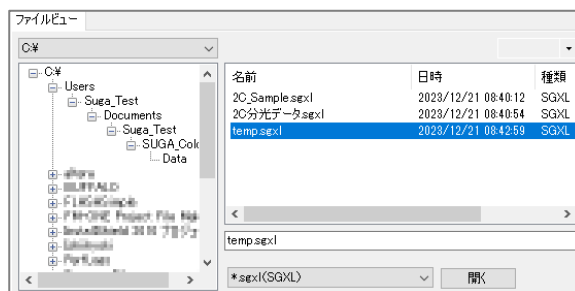 ファイルビュー
C:¥
C:¥
Users
Suga_Test
Documents
Suga_Test
SUGA_Colo
Data
名前 日時 種類
2C_Sample.sgxl 2023/12/21 08:40:12 SGXL
2C分光データ.sgxl 2023/12/21 08:40:54 SGXL
temp.sgxl 2023/12/21 08:42:59 SGXL
temp.sgxl
*.sgxl(SGXL)
開く